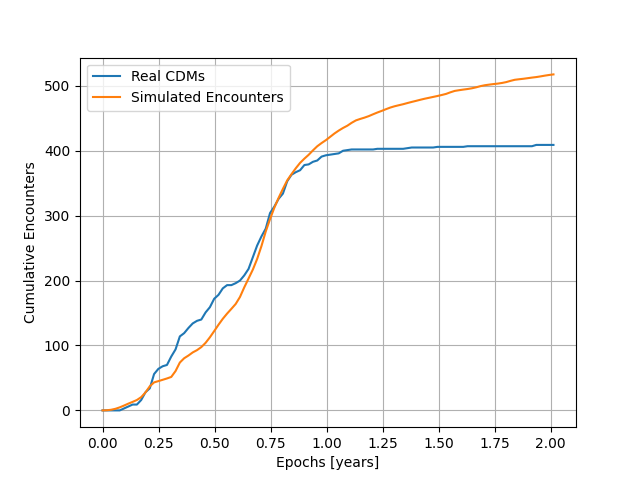 Real CDMs
Simulated Encounters
Cumulative Encounters
500
400
300
200
100
0
0.00 0.25 0.50 0.75 1.00 1.25 1.50 1.75 2.00
Epochs [years]